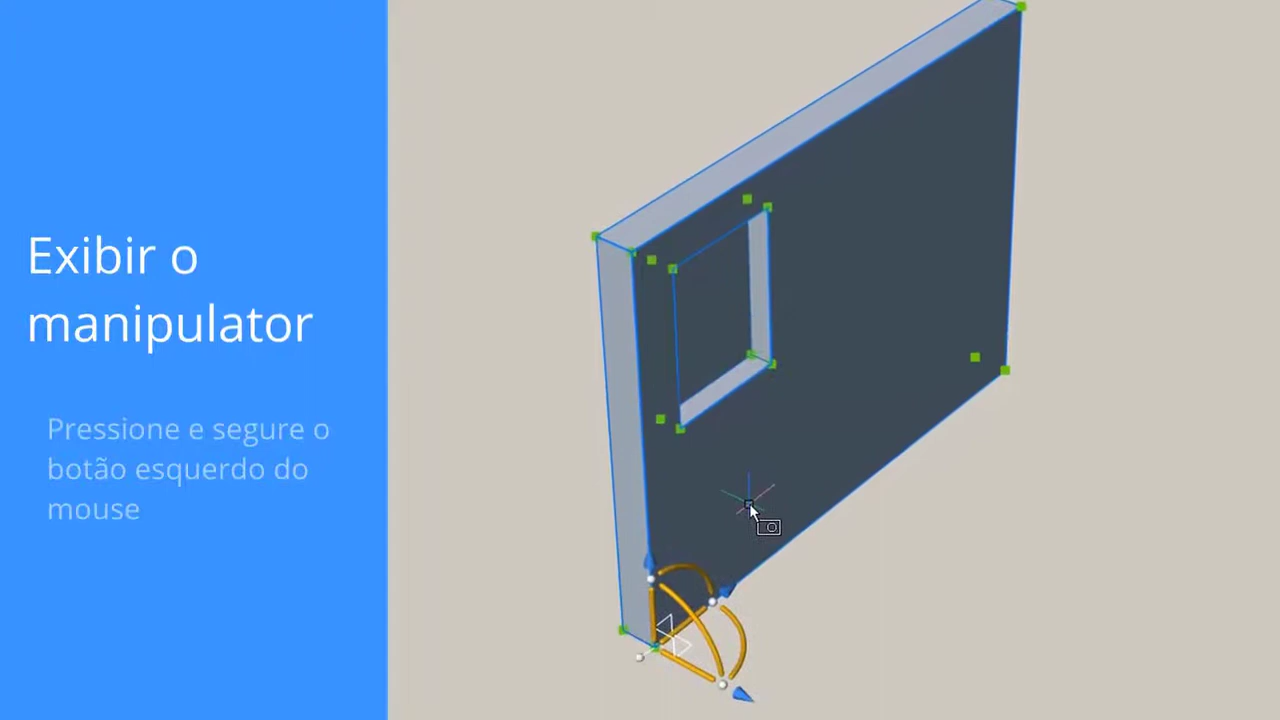 Exibir o
manipulator
Pressione e segure o
botão esquerdo do
mouse